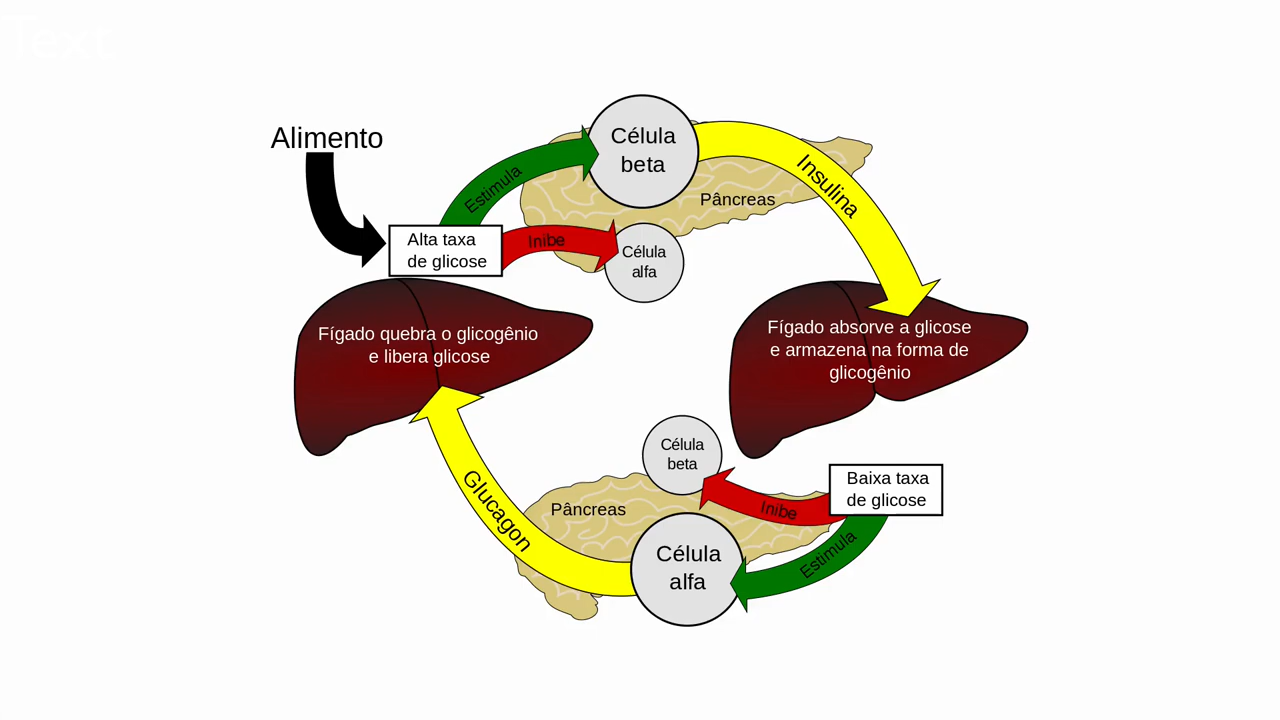 Text
Alimento
Célula
beta
Estimula
Insulina
Pâncreas
Alta taxa
de glicose
Inibe
Célula
alfa
Fígado quebra o glicogênio
e libera glicose
Fígado absorve a glicose
e armazena na forma de
glicogênio
Célula
beta
Baixa taxa
de glicose
Glucagon
Pâncreas
Inibe
Célula
alfa
Estimula